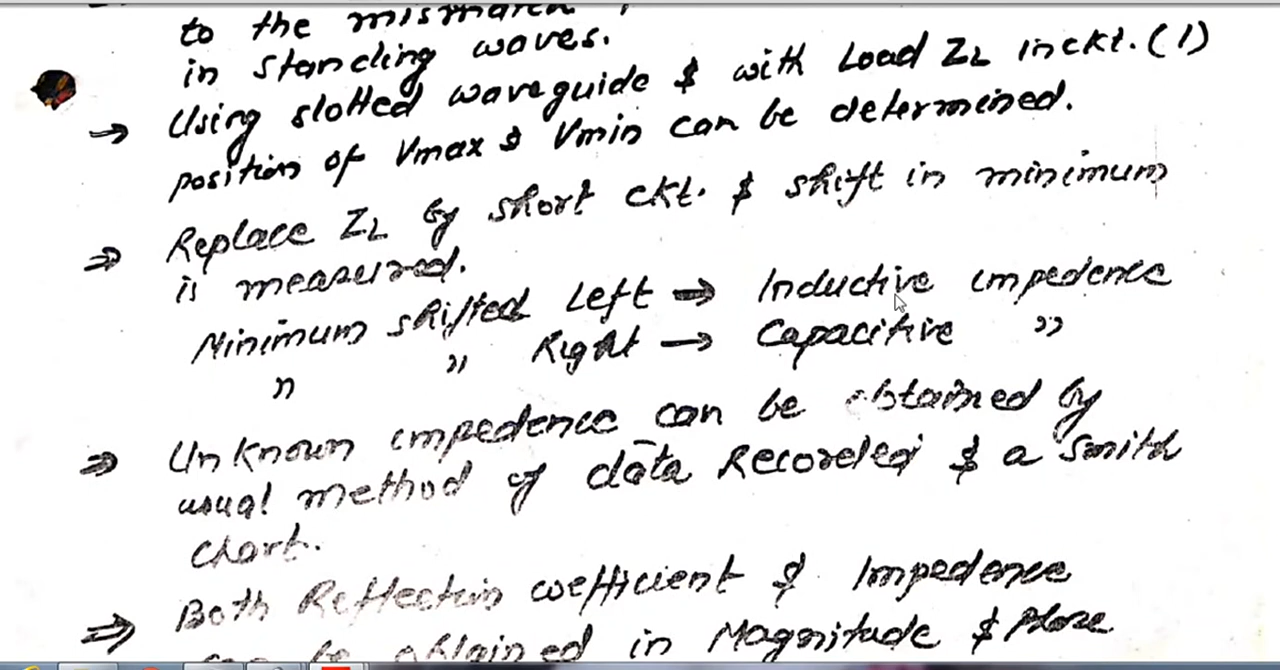 to the mismatch
in standing waves.
→ Using slotted waveguide & with Load ZL in ckt. (1)
position of Vmax & Vmin can be determined.
⇒ Replace ZL by short ckt. & shift in minimum
is measured.
Minimum shifted Left → Inductive impedence
" " Right → Capacitive "
⇒ Unknown impedence can be obtained by
usual method of data Recorded & a Smith
chart.
⇒ Both Reflection coefficient & Impedence
can be obtained in Magnitude & Phase